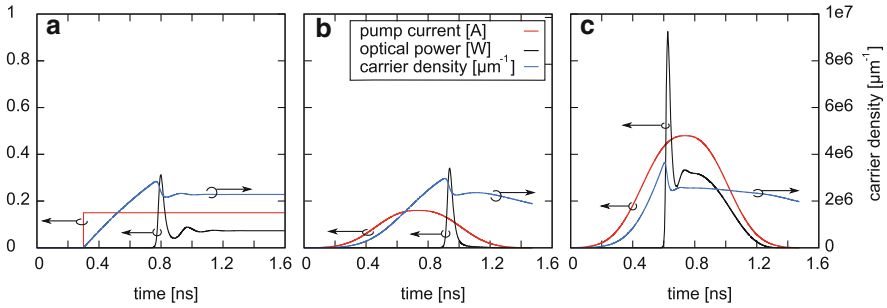 a
b
c
pump current [A]
optical power [W]
carrier density [µm⁻¹]
1
0.8
0.6
0.4
0.2
0
1e7
8e6
6e6
4e6
2e6
0
carrier density [µm⁻¹]
0 0.4 0.8 1.2 1.6
0 0.4 0.8 1.2 1.6
0 0.4 0.8 1.2 1.6
time [ns]
time [ns]
time [ns]